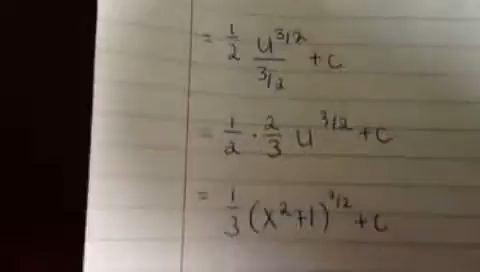 = 1/2 u^3/2 / 3/2 + c
= 1/2 · 2/3 u^3/2 + c
= 1/3 (x^2+1)^3/2 + c